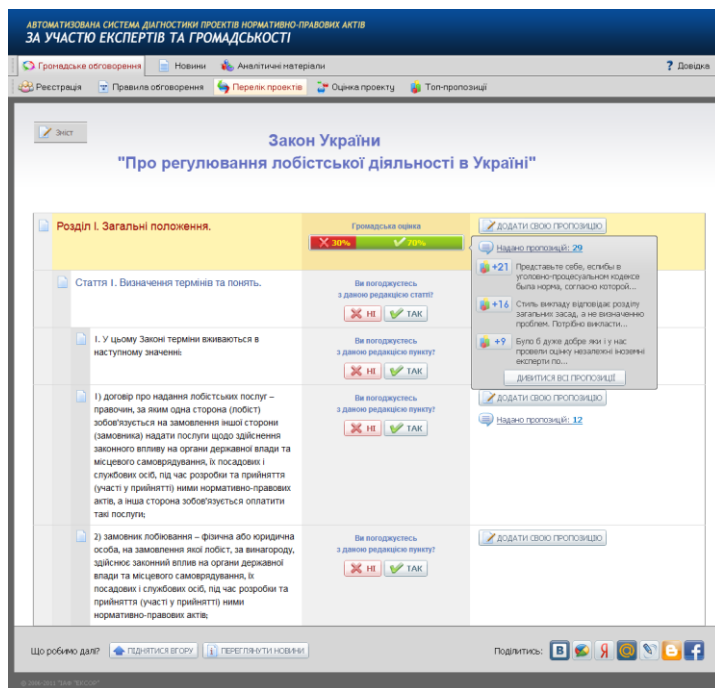 АВТОМАТИЗОВАНА СИСТЕМА ДІАГНОСТИКИ ПРОЕКТІВ НОРМАТИВНО-ПРАВОВИХ АКТІВ
ЗА УЧАСТЮ ЕКСПЕРТІВ ТА ГРОМАДСЬКОСТІ
Громадське обговорення Новини Аналітичні матеріали ? Довідка
Реєстрація Правила обговорення Перелік проектів Оцінка проекту Топ-пропозиції
Зміст
Закон України
"Про регулювання лобістської діяльності в Україні"
Розділ I. Загальні положення.
Громадська оцінка
30% 70%
ДОДАТИ СВОЮ ПРОПОЗИЦІЮ
Надано пропозицій: 29
+21 Представьте себе, еслибы в
уголовно-процесуальном кодексе
была норма, согласно которой...
+16 Стиль викладу відповідає розділу
загальних засад, а не визначенню
проблем. Потрібно викласти...
+9 Було б дуже добре яки і у нас
провели оцінку незалежні іноземні
експерти по...
ДИВИТИСЯ ВСІ ПРОПОЗИЦІЇ
Стаття I. Визначення термінів та понять.
Ви погоджуєтесь
з даною редакцією статті?
НІ ТАК
I. У цьому Законі терміни вживаються в
наступному значенні:
Ви погоджуєтесь
з даною редакцією пункту?
НІ ТАК
I) договір про надання лобістських послуг –
правочин, за яким одна сторона (лобіст)
зобов'язується на замовлення іншої сторони
(замовника) надати послуги щодо здійснення
законного впливу на органи державної влади та
місцевого самоврядування, їх посадових і
службових осіб, під час розробки та прийняття
(участі у прийнятті) ними нормативно-правових
актів, а інша сторона зобов'язується оплатити
такі послуги;
Ви погоджуєтесь
з даною редакцією пункту?
НІ ТАК
ДОДАТИ СВОЮ ПРОПОЗИЦІЮ
Надано пропозицій: 12
2) замовник лобіювання – фізична або юридична
особа, на замовлення якої лобіст, за винагороду,
здійснює законний вплив на органи державної
влади та місцевого самоврядування, їх
посадових і службових осіб, під час розробки та
прийняття (участі у прийнятті) ними
нормативно-правових актів;
Ви погоджуєтесь
з даною редакцією пункту?
НІ ТАК
ДОДАТИ СВОЮ ПРОПОЗИЦІЮ
Що робимо далі? ПІДНЯТИСЯ ВГОРУ ПЕРЕГЛЯНУТИ НОВИНИ
Поділитись: В Я @ f